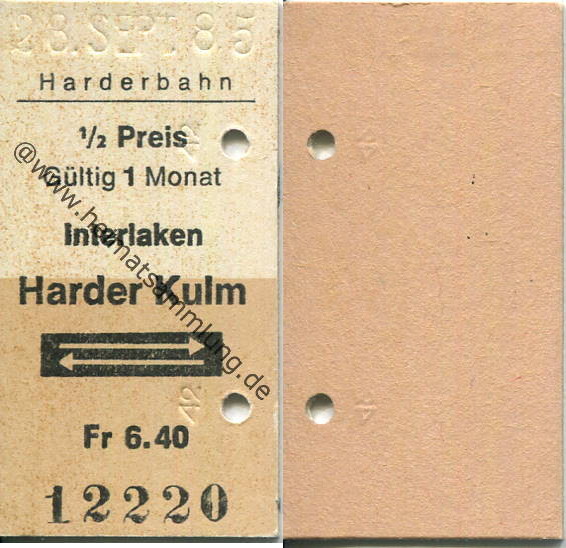 28. SEPT. 85
Harderbahn
1/2 Preis
Gültig 1 Monat
Interlaken
Harder Kulm
Fr 6.40
12220
@www.heimatsammlung.de